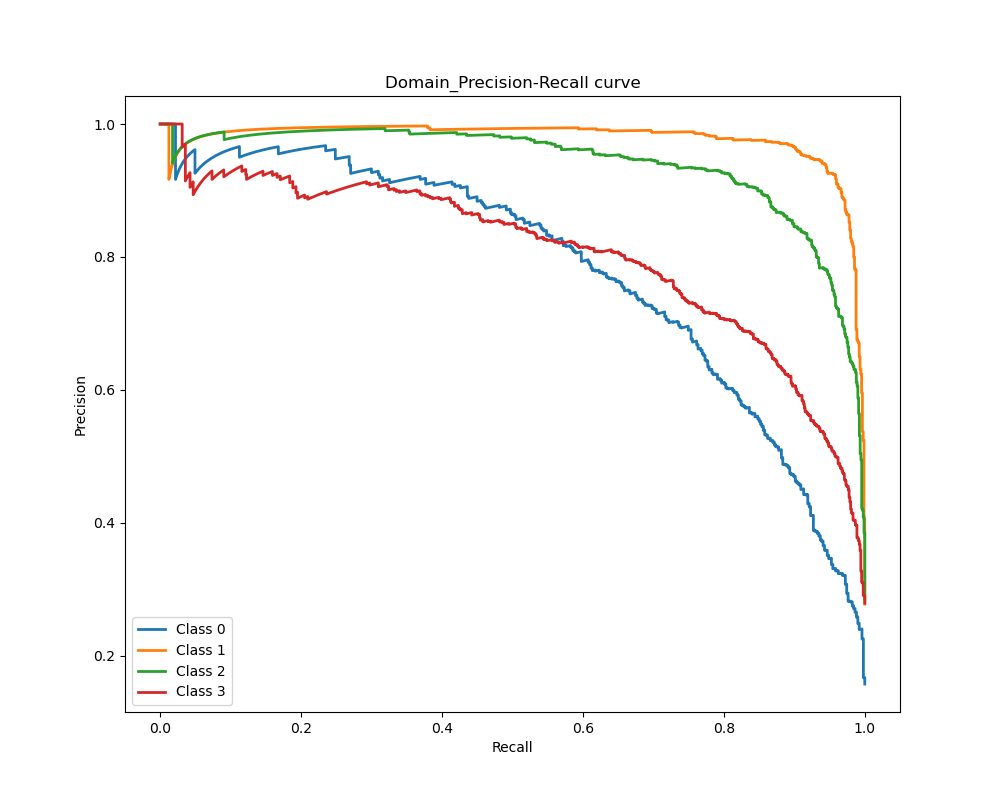 Domain_Precision-Recall curve
Precision
1.0
0.8
0.6
0.4
0.2
Class 0
Class 1
Class 2
Class 3
0.0 0.2 0.4 0.6 0.8 1.0
Recall